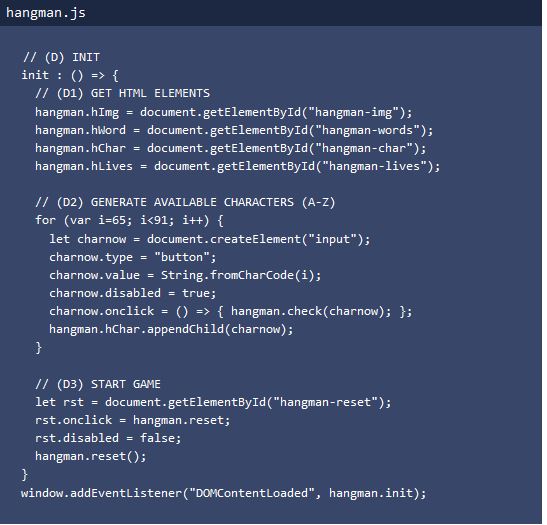 hangman.js
// (D) INIT
init : () => {
// (D1) GET HTML ELEMENTS
hangman.hImg = document.getElementById("hangman-img");
hangman.hWord = document.getElementById("hangman-words");
hangman.hChar = document.getElementById("hangman-char");
hangman.hLives = document.getElementById("hangman-lives");
// (D2) GENERATE AVAILABLE CHARACTERS (A-Z)
for (var i=65; i<91; i++) {
let charnow = document.createElement("input");
charnow.type = "button";
charnow.value = String.fromCharCode(i);
charnow.disabled = true;
charnow.onclick = () => { hangman.check(charnow); };
hangman.hChar.appendChild(charnow);
}
// (D3) START GAME
let rst = document.getElementById("hangman-reset");
rst.onclick = hangman.reset;
rst.disabled = false;
hangman.reset();
}
window.addEventListener("DOMContentLoaded", hangman.init);